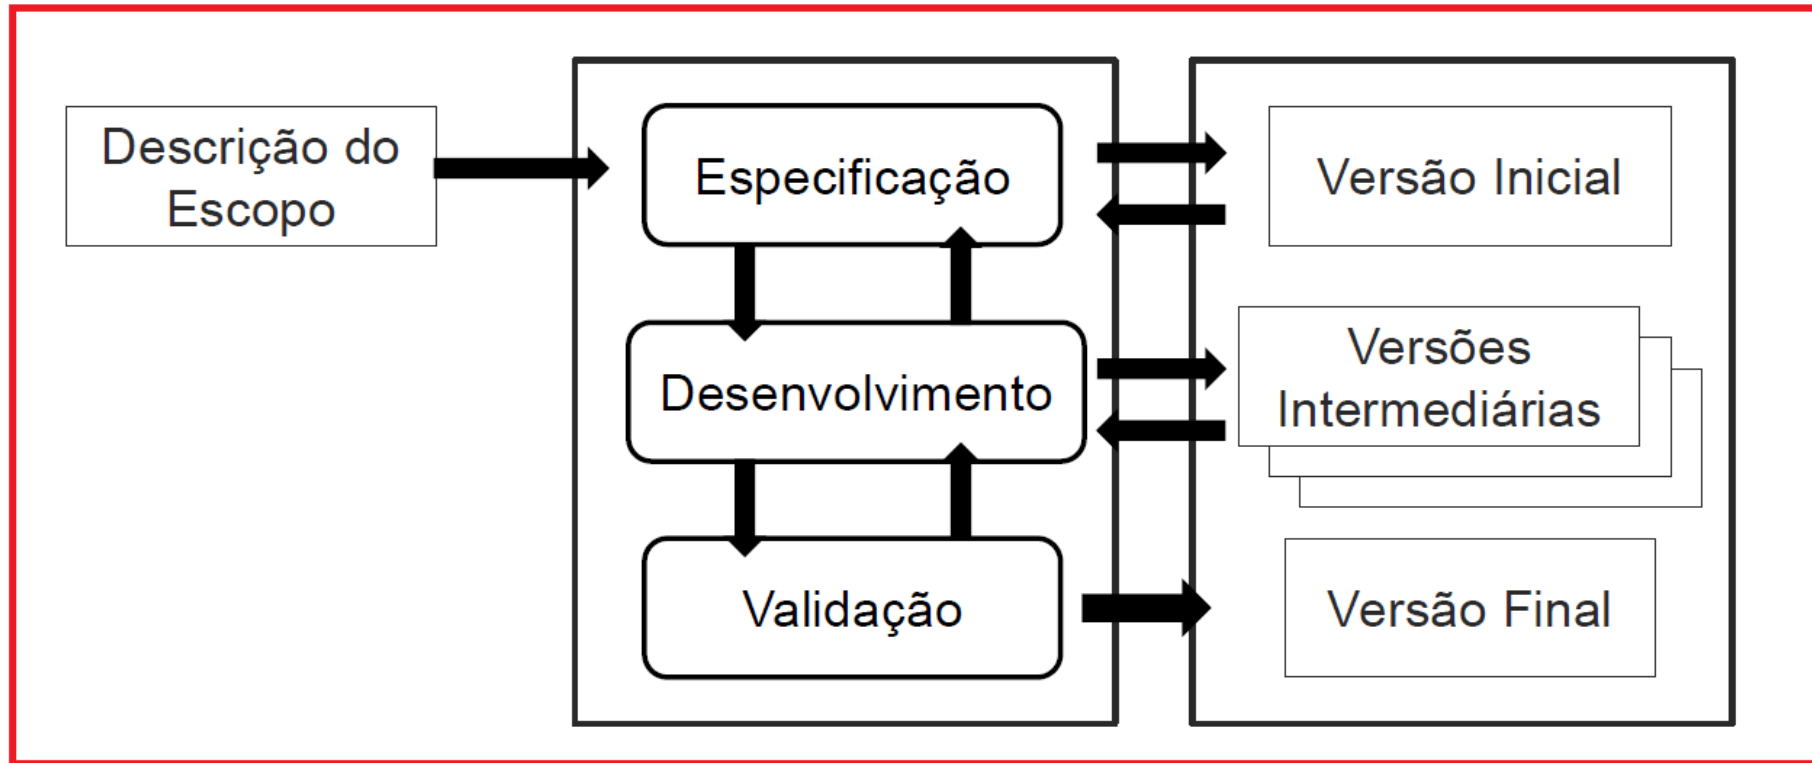 Descrição do
Escopo
Especificação
Desenvolvimento
Validação
Versão Inicial
Versões
Intermediárias
Versão Final